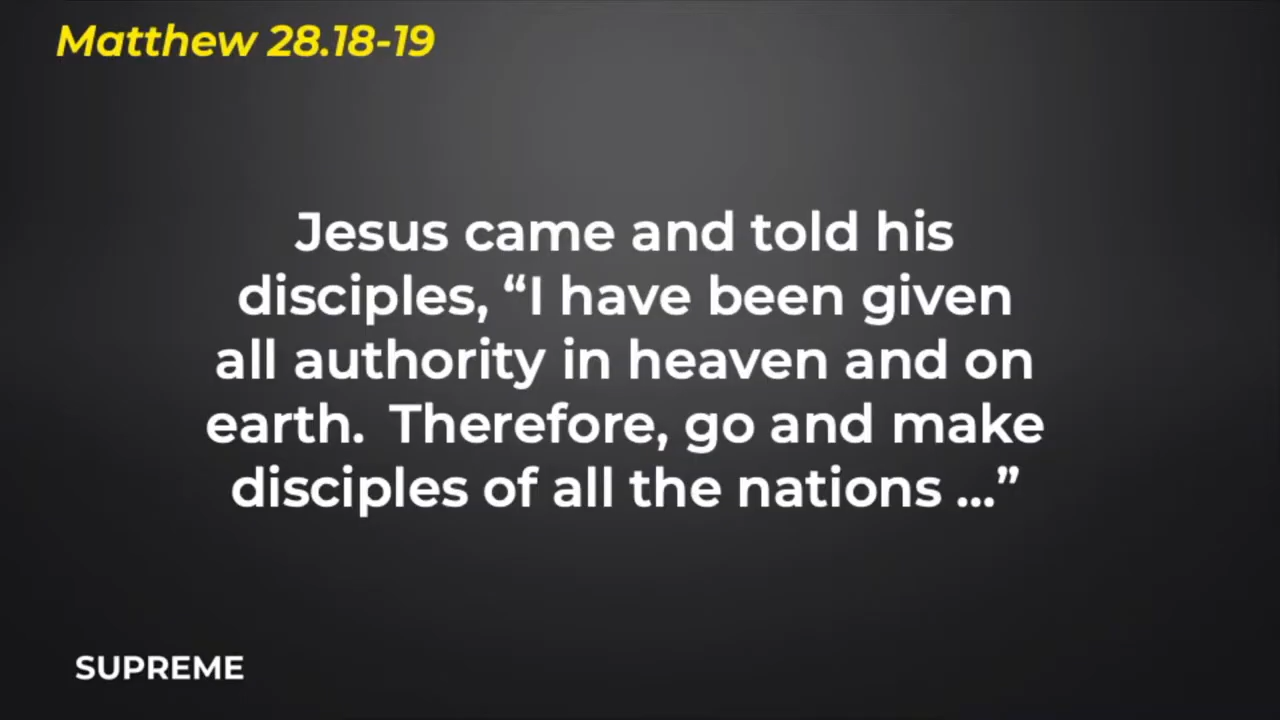 Matthew 28.18-19
Jesus came and told his
disciples, “I have been given
all authority in heaven and on
earth.  Therefore, go and make
disciples of all the nations ...”
SUPREME